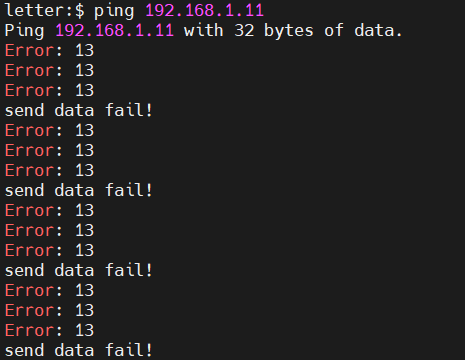 letter:$ ping 192.168.1.11
Ping 192.168.1.11 with 32 bytes of data.
Error: 13
Error: 13
Error: 13
send data fail!
Error: 13
Error: 13
Error: 13
send data fail!
Error: 13
Error: 13
Error: 13
send data fail!
Error: 13
Error: 13
Error: 13
send data fail!